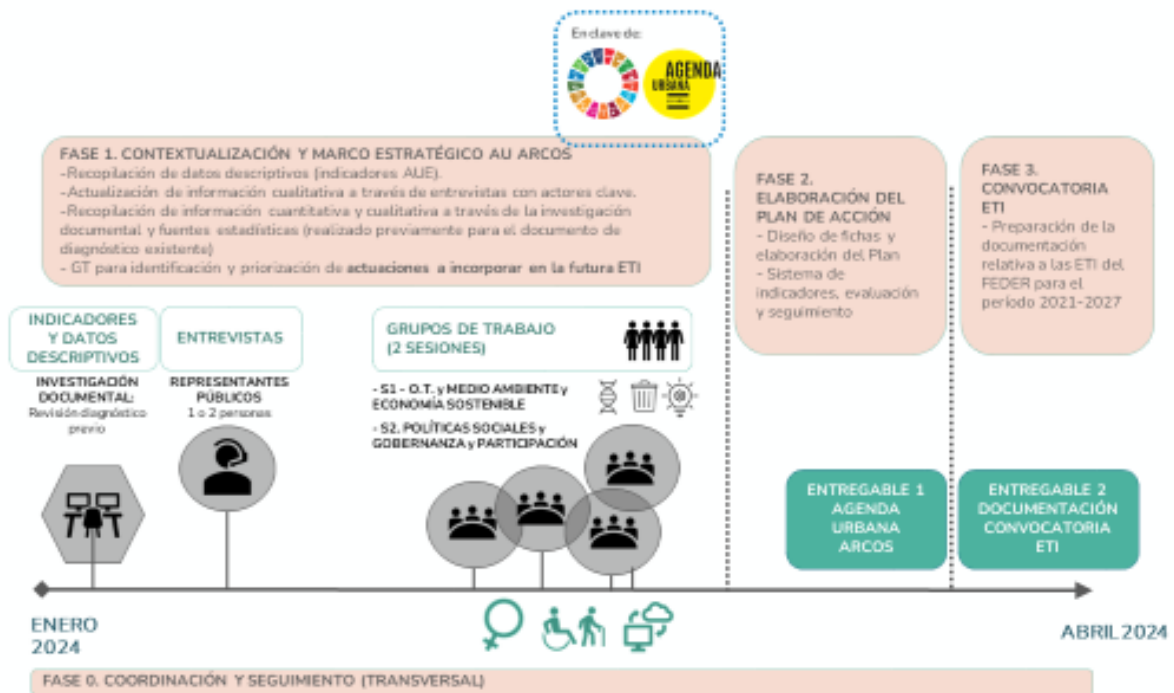 En clave de:
AGENDA
URBANA
FASE 1. CONTEXTUALIZACIÓN Y MARCO ESTRATÉGICO AU ARCOS
-Recopilación de datos descriptivos (indicadores AUE).
-Actualización de información cualitativa a través de entrevistas con actores clave.
-Recopilación de información cuantitativa y cualitativa a través de la investigación
documental y fuentes estadísticas (realizado previamente para el documento de
diagnóstico existente)
- GT para identificación y priorización de actuaciones a incorporar en la futura ETI
FASE 2.
ELABORACIÓN DEL
PLAN DE ACCIÓN
- Diseño de fichas y
elaboración del Plan
- Sistema de
indicadores, evaluación
y seguimiento
FASE 3.
CONVOCATORIA
ETI
- Preparación de la
documentación
relativa a las ETI del
FEDER para el
período 2021-2027
INDICADORES
Y DATOS
DESCRIPTIVOS
INVESTIGACIÓN
DOCUMENTAL:
Revisión diagnóstico
previo
ENTREVISTAS
REPRESENTANTES
PÚBLICOS
1 o 2 personas
GRUPOS DE TRABAJO
(2 SESIONES)
- S1 - O.T. y MEDIO AMBIENTE y
ECONOMÍA SOSTENIBLE
- S2. POLÍTICAS SOCIALES y
GOBERNANZA y PARTICIPACIÓN
ENTREGABLE 1
AGENDA
URBANA
ARCOS
ENTREGABLE 2
DOCUMENTACIÓN
CONVOCATORIA
ETI
ENERO
2024
ABRIL 2024
FASE 0. COORDINACIÓN Y SEGUIMIENTO (TRANSVERSAL)